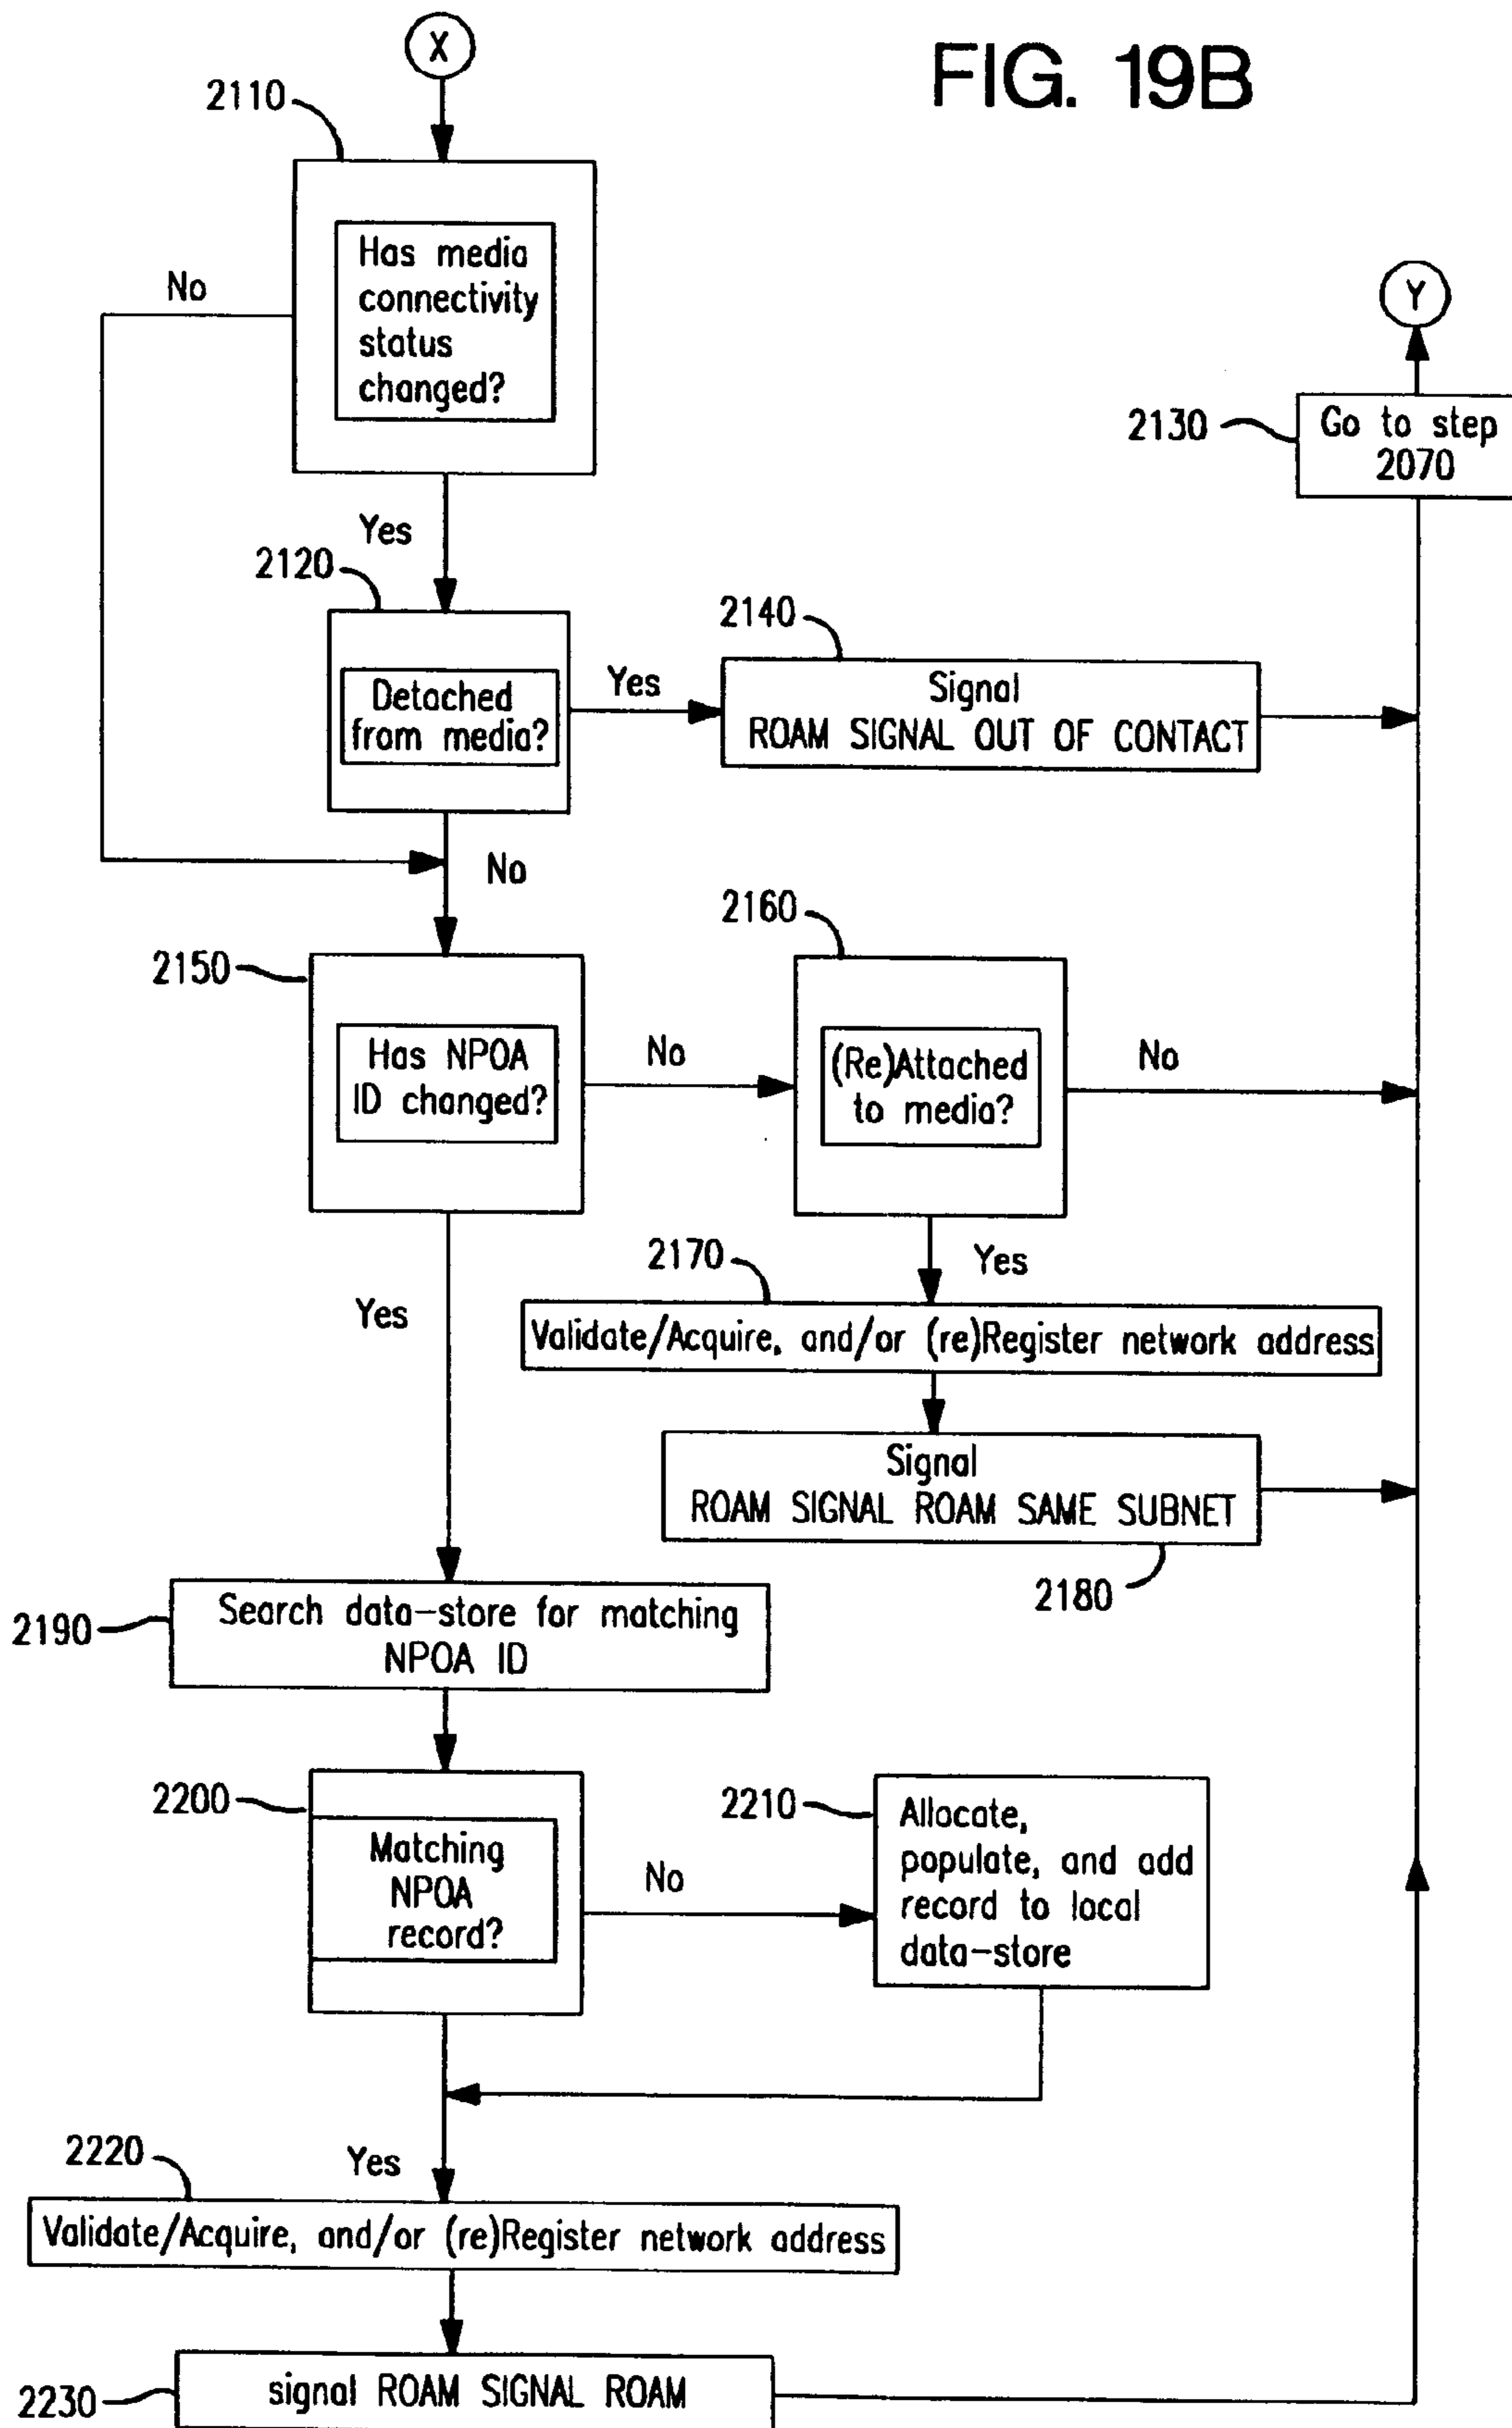 FIG. 19B
X
2110
Has media
connectivity
status
changed?
No
Yes
Y
2130
Go to step
2070
2120
Detached
from media?
Yes
2140
Signal
ROAM SIGNAL OUT OF CONTACT
No
2150
Has NPOA
ID changed?
No
2160
(Re)Attached
to media?
No
Yes
2170
Validate/Acquire, and/or (re)Register network address
Signal
ROAM SIGNAL ROAM SAME SUBNET
2180
Yes
2190
Search data-store for matching
NPOA ID
2200
Matching
NPOA
record?
No
2210
Allocate,
populate, and add
record to local
data-store
Yes
2220
Validate/Acquire, and/or (re)Register network address
2230
signal ROAM SIGNAL ROAM